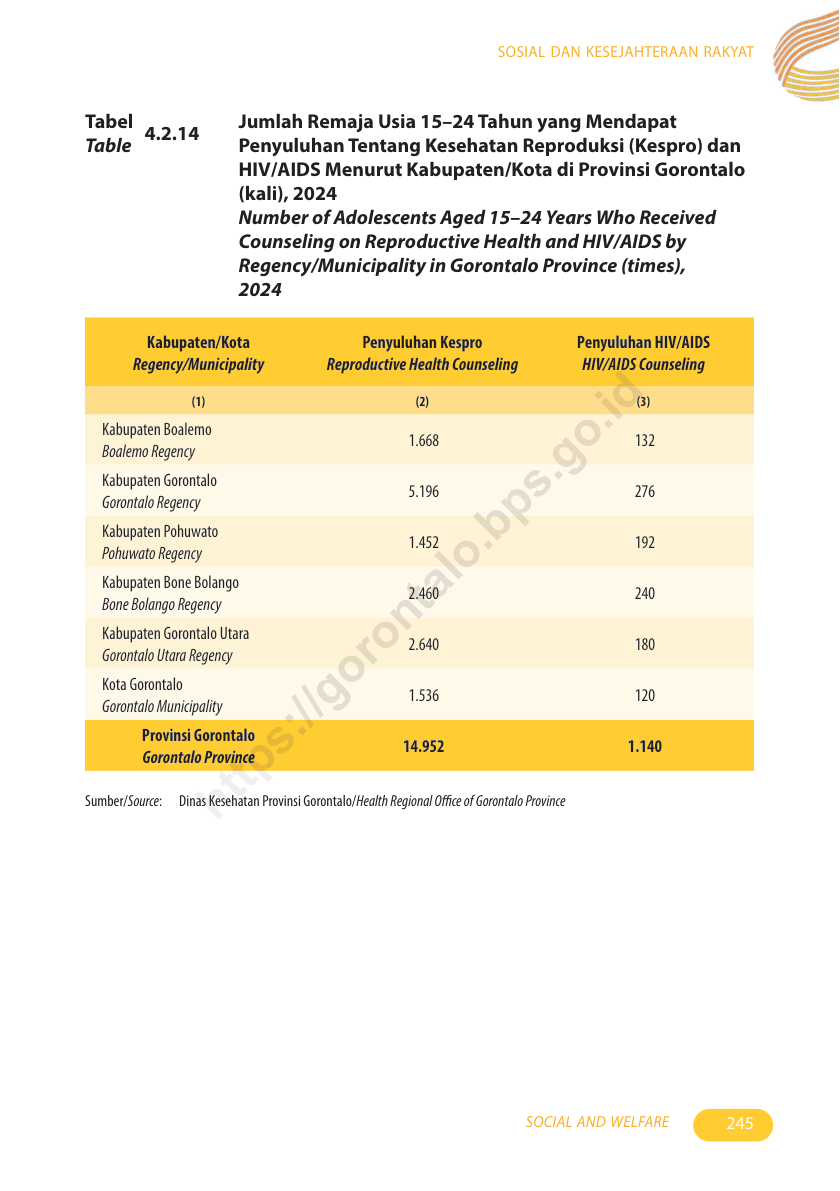 SOSIAL DAN KESEJAHTERAAN RAKYAT
Tabel
Table
4.2.14
Jumlah Remaja Usia 15–24 Tahun yang Mendapat
Penyuluhan Tentang Kesehatan Reproduksi (Kespro) dan
HIV/AIDS Menurut Kabupaten/Kota di Provinsi Gorontalo
(kali), 2024
Number of Adolescents Aged 15–24 Years Who Received
Counseling on Reproductive Health and HIV/AIDS by
Regency/Municipality in Gorontalo Province (times),
2024
Kabupaten/Kota Penyuluhan Kespro Penyuluhan HIV/AIDS
Regency/Municipality Reproductive Health Counseling HIV/AIDS Counseling
(1) (2) (3)
Kabupaten Boalemo
Boalemo Regency
1.668 132
Kabupaten Gorontalo
Gorontalo Regency
5.196 276
Kabupaten Pohuwato
Pohuwato Regency
1.452 192
Kabupaten Bone Bolango
Bone Bolango Regency
2.460 240
Kabupaten Gorontalo Utara
Gorontalo Utara Regency
2.640 180
Kota Gorontalo
Gorontalo Municipality
1.536 120
Provinsi Gorontalo
Gorontalo Province
14.952 1.140
Sumber/Source: Dinas Kesehatan Provinsi Gorontalo/Health Regional Office of Gorontalo Province
https://gorontalo.bps.go.id
SOCIAL AND WELFARE 245